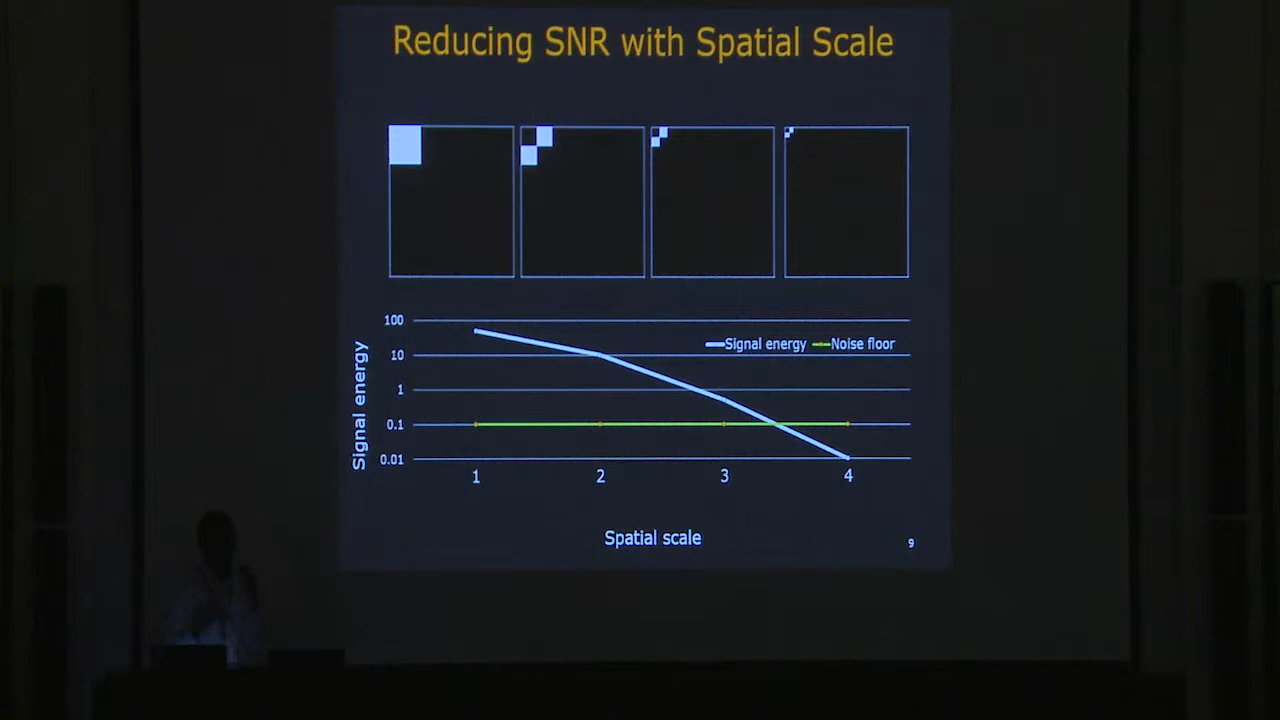 Reducing SNR with Spatial Scale
Signal energy
100
10
1
0.1
0.01
Signal energy
Noise floor
1 2 3 4
Spatial scale
9